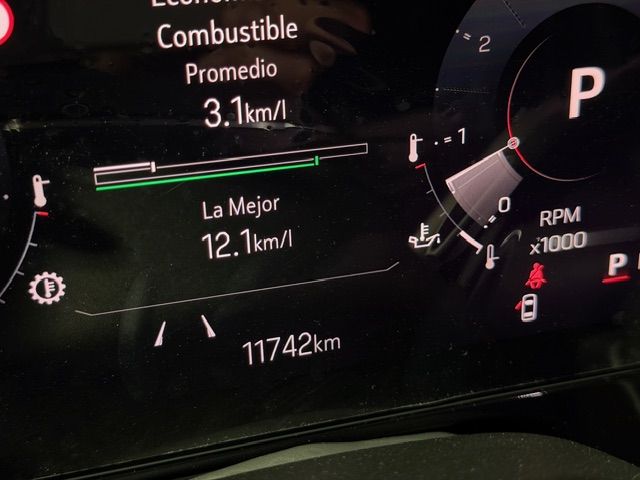 Combustible
Promedio
3.1km/l
La Mejor
12.1km/l
11742km
2
1
0
P
RPM
x1000
P